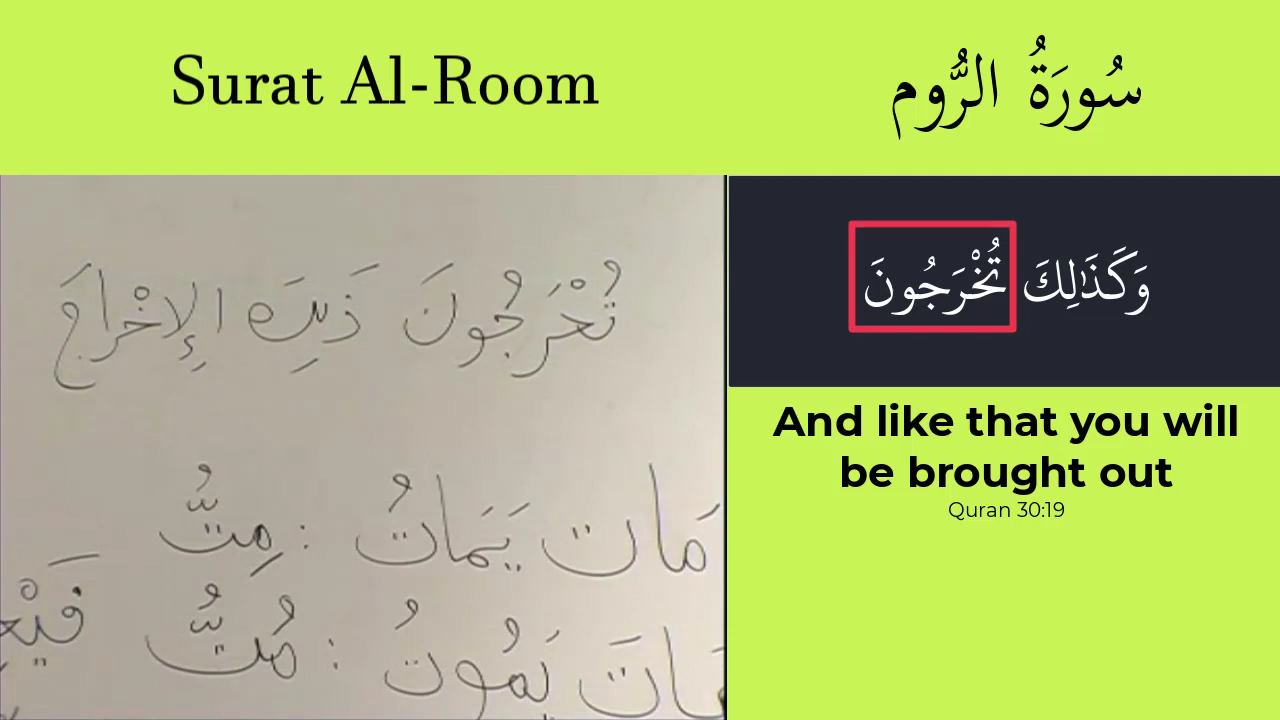 Surat Al-Room
سُورَةُ الرُّوم
تُخْرَجُونَ ذَلِكَ الإِخْرَاجَ
مَات يَمَاتُ : مِتُّ
مَاتَ يَمُوتُ : مُتُّ
وَكَذَٰلِكَ تُخْرَجُونَ
And like that you will
be brought out
Quran 30:19